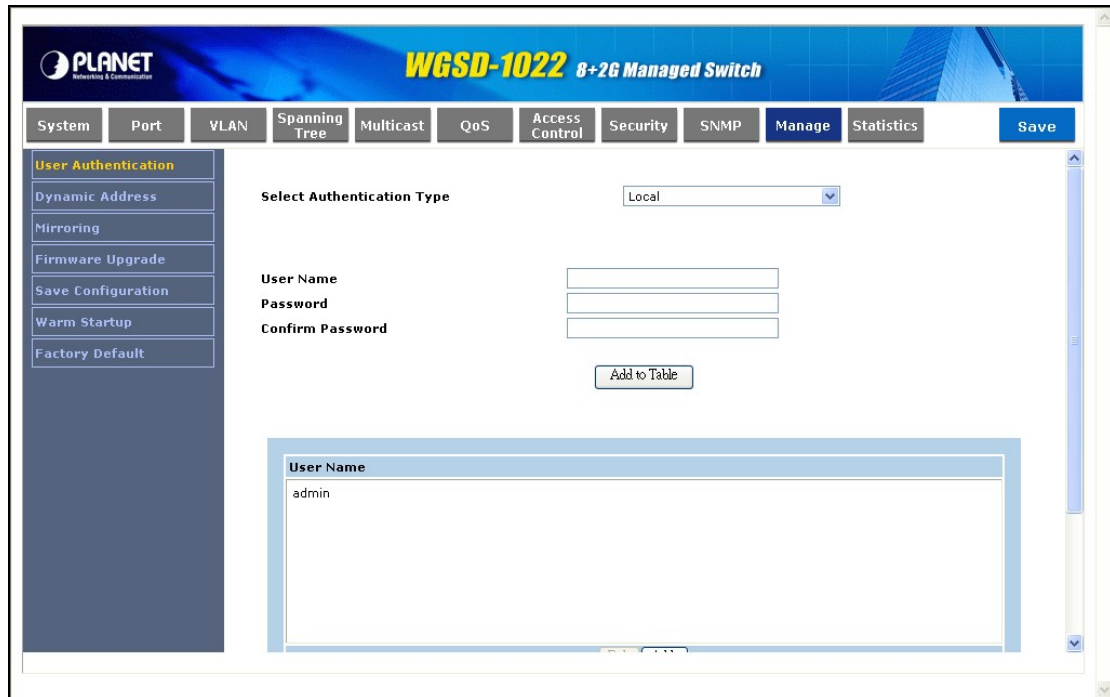 PLANET
Networking & Communication
WGSD-1022 8+2G Managed Switch
System Port VLAN Spanning Tree Multicast QoS Access Control Security SNMP Manage Statistics Save
User Authentication
Dynamic Address
Mirroring
Firmware Upgrade
Save Configuration
Warm Startup
Factory Default
Select Authentication Type Local
User Name
Password
Confirm Password
Add to Table
User Name
admin